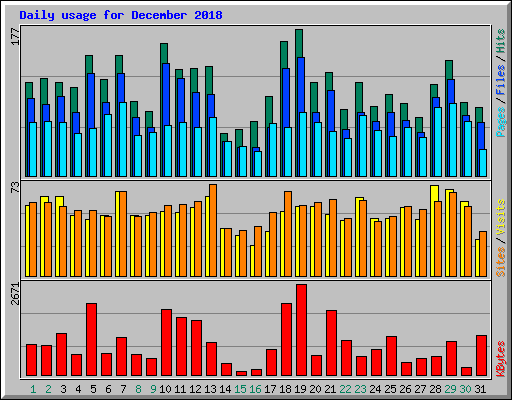 Daily usage for December 2018
177
Pages / Files / Hits
73
Sites / Visits
2671
KBytes
1 2 3 4 5 6 7 8 9 10 11 12 13 14 15 16 17 18 19 20 21 22 23 24 25 26 27 28 29 30 31